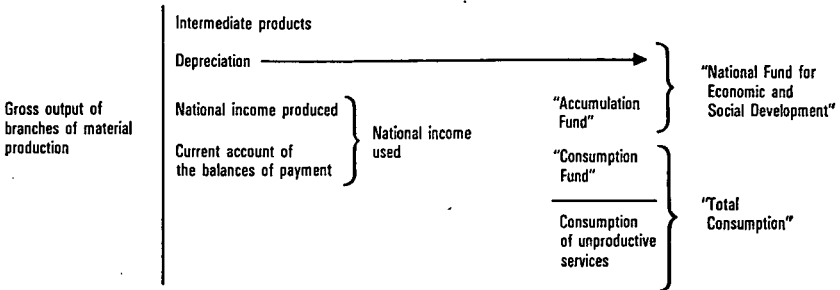 Gross output of
branches of material
production
Intermediate products
Depreciation
National income produced
Current account of
the balances of payment
National income
used
"Accumulation
Fund"
"Consumption
Fund"
Consumption
of unproductive
services
"National Fund for
Economic and
Social Development"
"Total
Consumption"